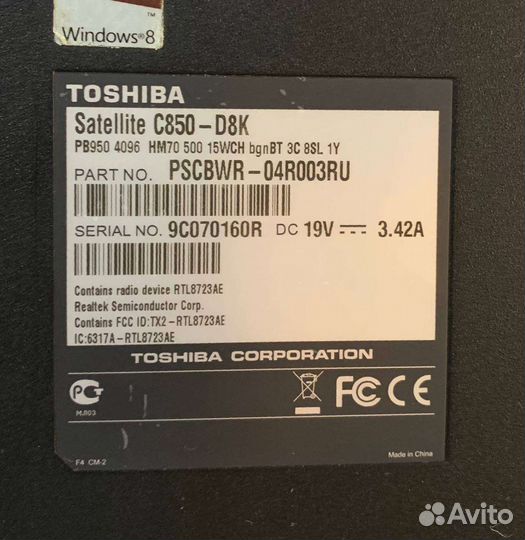 Windows®8
TOSHIBA
Satellite C850-D8K
PB950 4096 HM70 500 15WCH bgnBT 3C 8SL 1Y
PART NO. PSCBWR-04R003RU
SERIAL NO. 9C070160R DC 19V 3.42A
Contains radio device RTL8723AE
Realtek Semiconductor Corp.
Contains FCC ID:TX2-RTL8723AE
IC:6317A-RTL8723AE
TOSHIBA CORPORATION
FC CE
МЛ03
F4 CM-2
Made in China
Avito